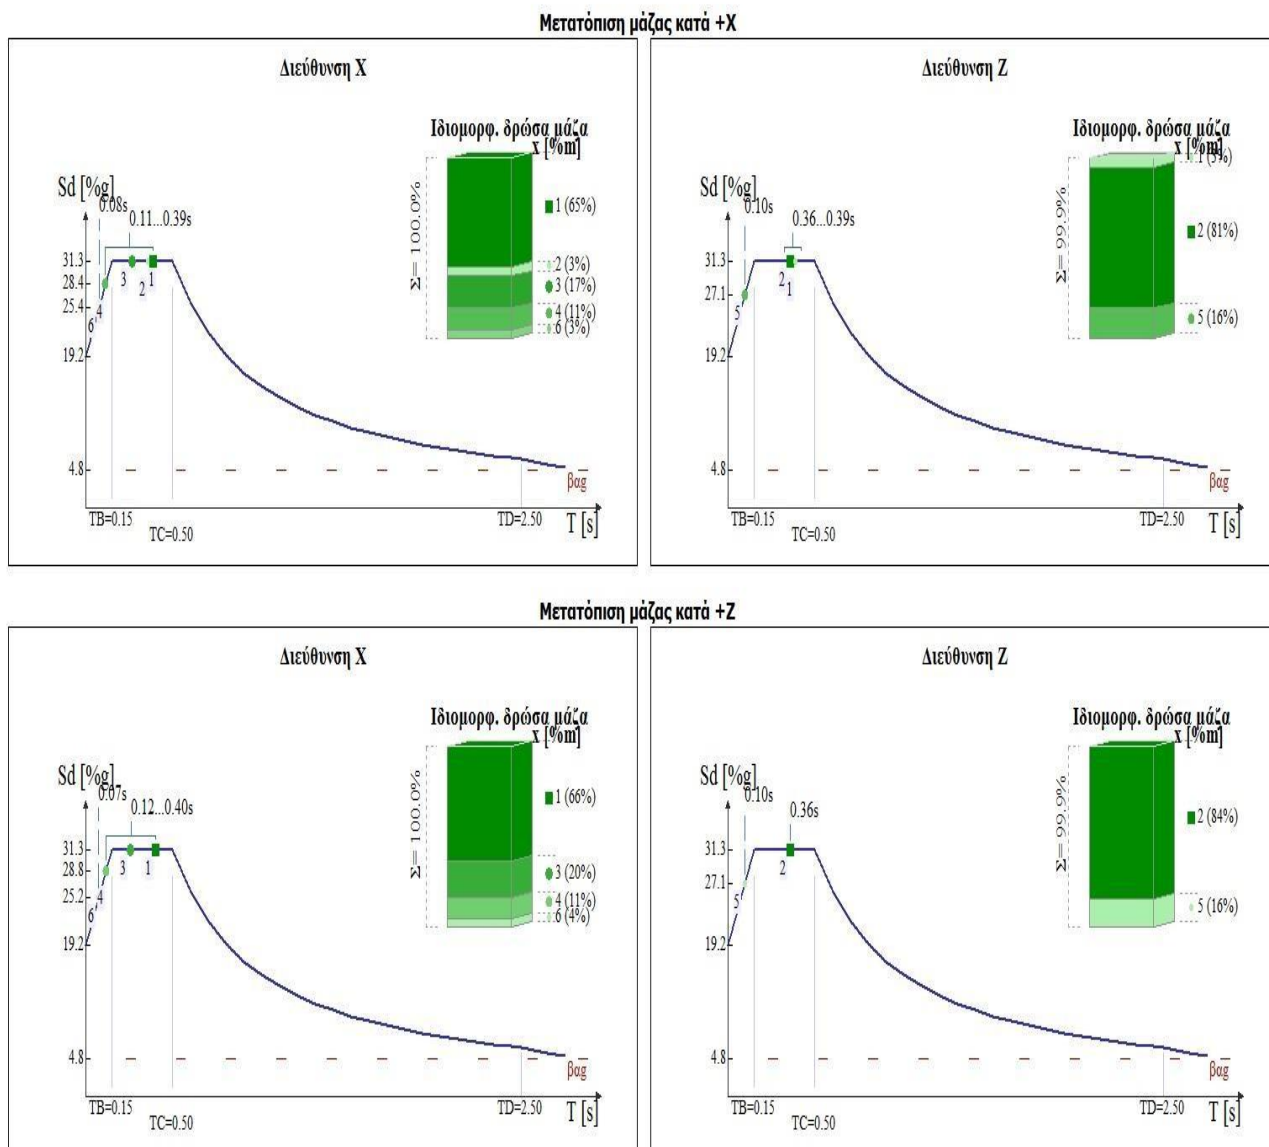 Μετατόπιση μάζας κατά +X
Διεύθυνση X
Ιδιομορφ. δρώσα μάζα
x [%m]
Sd [%g]
0.08s
0.11...0.39s
Σ= 100.0%
1 (65%)
2 (3%)
3 (17%)
4 (11%)
6 (3%)
31.3
28.4
25.4
19.2
4.8
3
1
2
4
6
βαg
TB=0.15
TC=0.50
TD=2.50
T [s]
Διεύθυνση Z
Ιδιομορφ. δρώσα μάζα
x [%m]
Sd [%g]
0.10s
0.36...0.39s
Σ= 99.9%
2 (81%)
5 (16%)
31.3
27.1
19.2
4.8
2
1
5
βαg
TB=0.15
TC=0.50
TD=2.50
T [s]
Μετατόπιση μάζας κατά +Z
Διεύθυνση X
Ιδιομορφ. δρώσα μάζα
x [%m]
Sd [%g]
0.07s
0.12...0.40s
Σ= 100.0%
1 (66%)
3 (20%)
4 (11%)
6 (4%)
31.3
28.8
25.2
19.2
4.8
3
1
4
6
βαg
TB=0.15
TC=0.50
TD=2.50
T [s]
Διεύθυνση Z
Ιδιομορφ. δρώσα μάζα
x [%m]
Sd [%g]
0.10s
0.36s
Σ= 99.9%
2 (84%)
5 (16%)
31.3
27.1
19.2
4.8
2
5
βαg
TB=0.15
TC=0.50
TD=2.50
T [s]